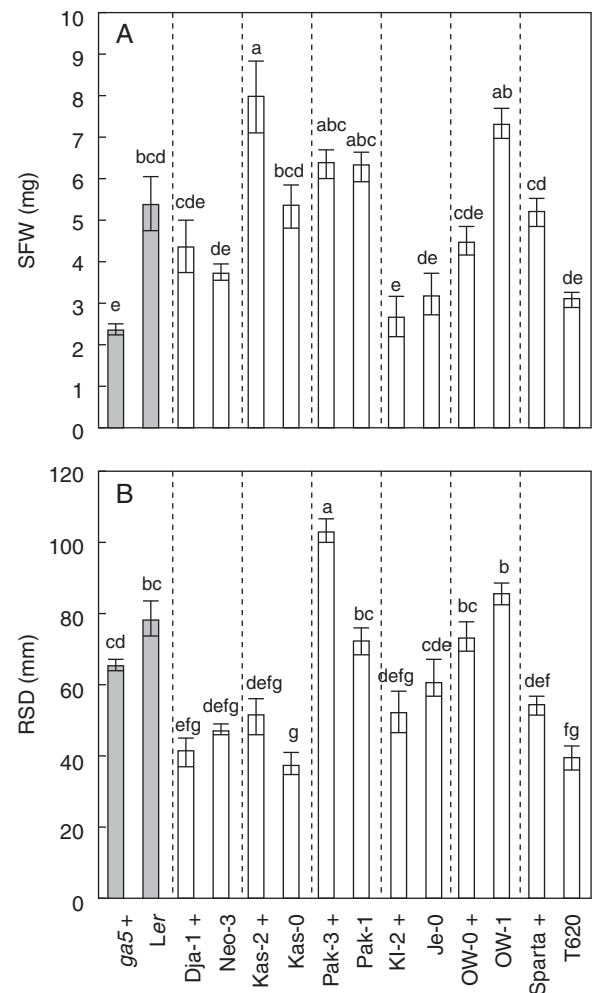 10
A
9
8
7
6
5
4
3
2
1
0
SFW (mg)
e
bcd
cde
de
a
bcd
abc
abc
e
de
cde
ab
cd
de
120
B
100
80
60
40
20
0
RSD (mm)
cd
bc
efg
defg
defg
g
a
bc
defg
cde
bc
b
def
fg
ga5 +
Ler
Dja-1 +
Neo-3
Kas-2 +
Kas-0
Pak-3 +
Pak-1
Kl-2 +
Je-0
OW-0 +
OW-1
Sparta +
T620